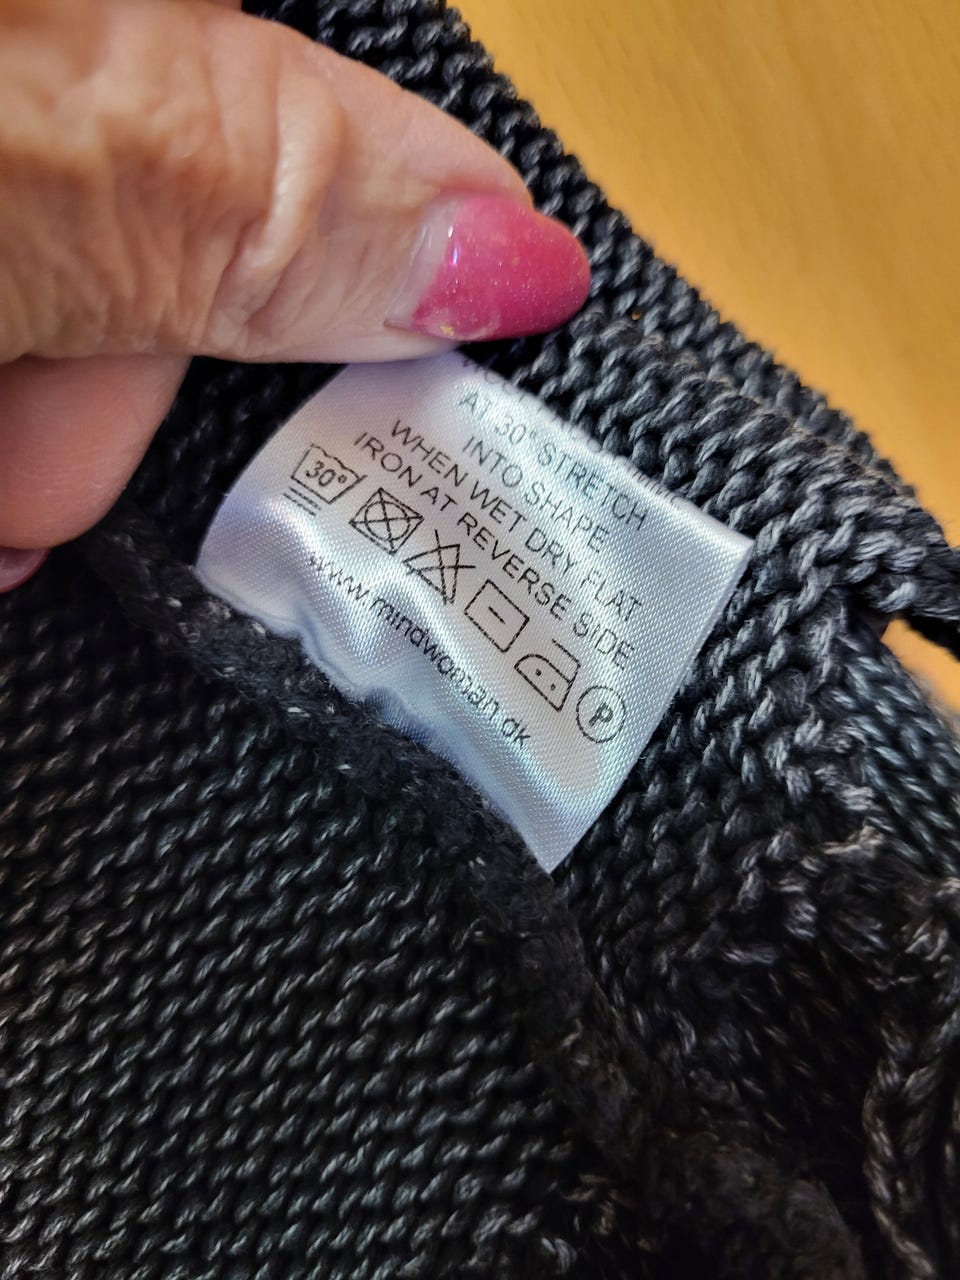 AT 30° STRETCH
INTO SHAPE
WHEN WET DRY FLAT
IRON AT REVERSE SIDE
30°
P
www.mindwoman.dk